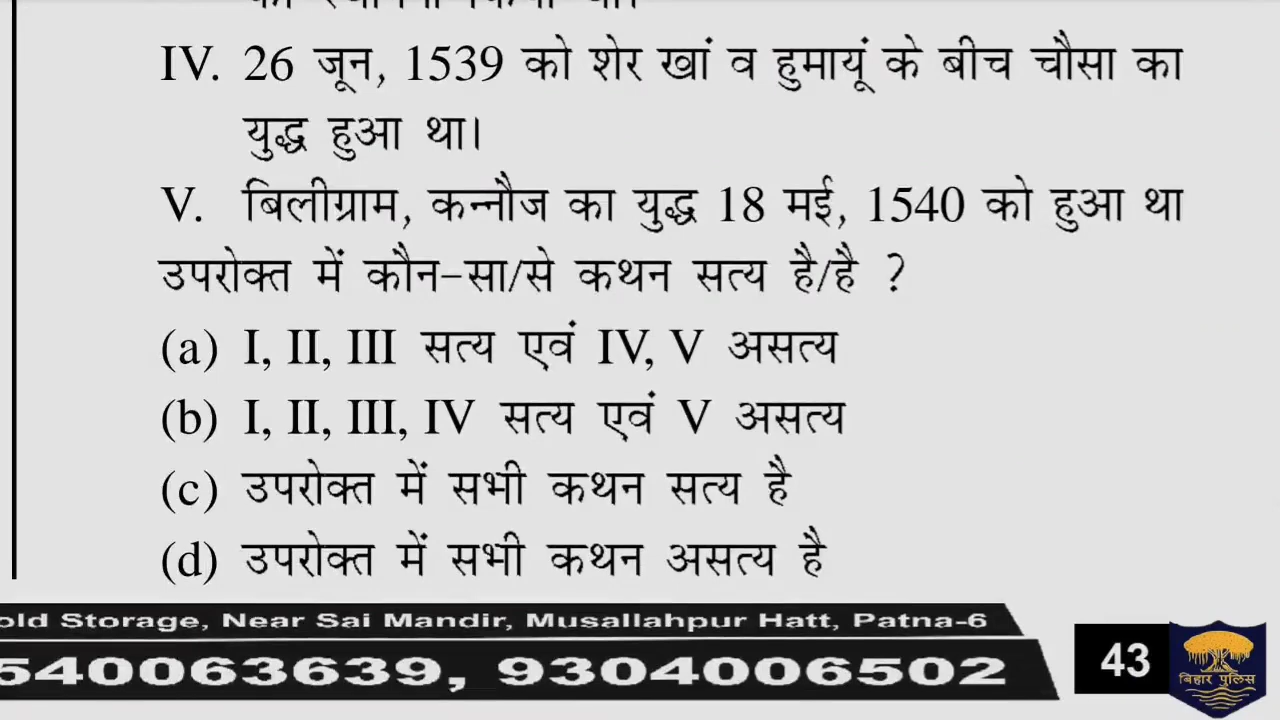 IV. 26 जून, 1539 को शेर खां व हुमायूं के बीच चौसा का
युद्ध हुआ था।
V. बिलीग्राम, कन्नौज का युद्ध 18 मई, 1540 को हुआ था
उपरोक्त में कौन-सा/से कथन सत्य है/है ?
(a) I, II, III सत्य एवं IV, V असत्य
(b) I, II, III, IV सत्य एवं V असत्य
(c) उपरोक्त में सभी कथन सत्य है
(d) उपरोक्त में सभी कथन असत्य है
old Storage, Near Sai Mandir, Musallahpur Hatt, Patna-6
540063639, 9304006502
43
बिहार पुलिस